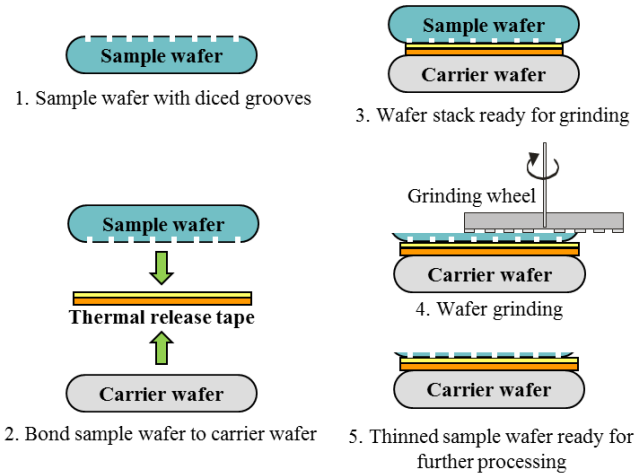 Sample wafer
1. Sample wafer with diced grooves
Sample wafer
Thermal release tape
Carrier wafer
2. Bond sample wafer to carrier wafer
Sample wafer
Carrier wafer
3. Wafer stack ready for grinding
Grinding wheel
Carrier wafer
4. Wafer grinding
Carrier wafer
5. Thinned sample wafer ready for
further processing